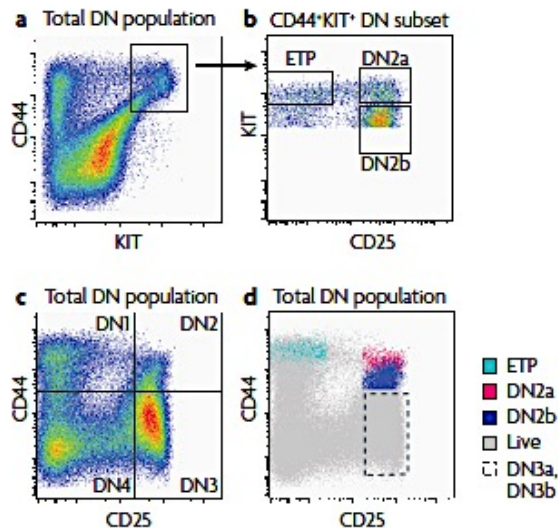 a Total DN population
CD44
KIT
b CD44⁺KIT⁺ DN subset
ETP
DN2a
KIT
DN2b
CD25
c Total DN population
DN1
DN2
CD44
DN4
DN3
CD25
d Total DN population
CD44
CD25
ETP
DN2a
DN2b
Live
DN3a,
DN3b